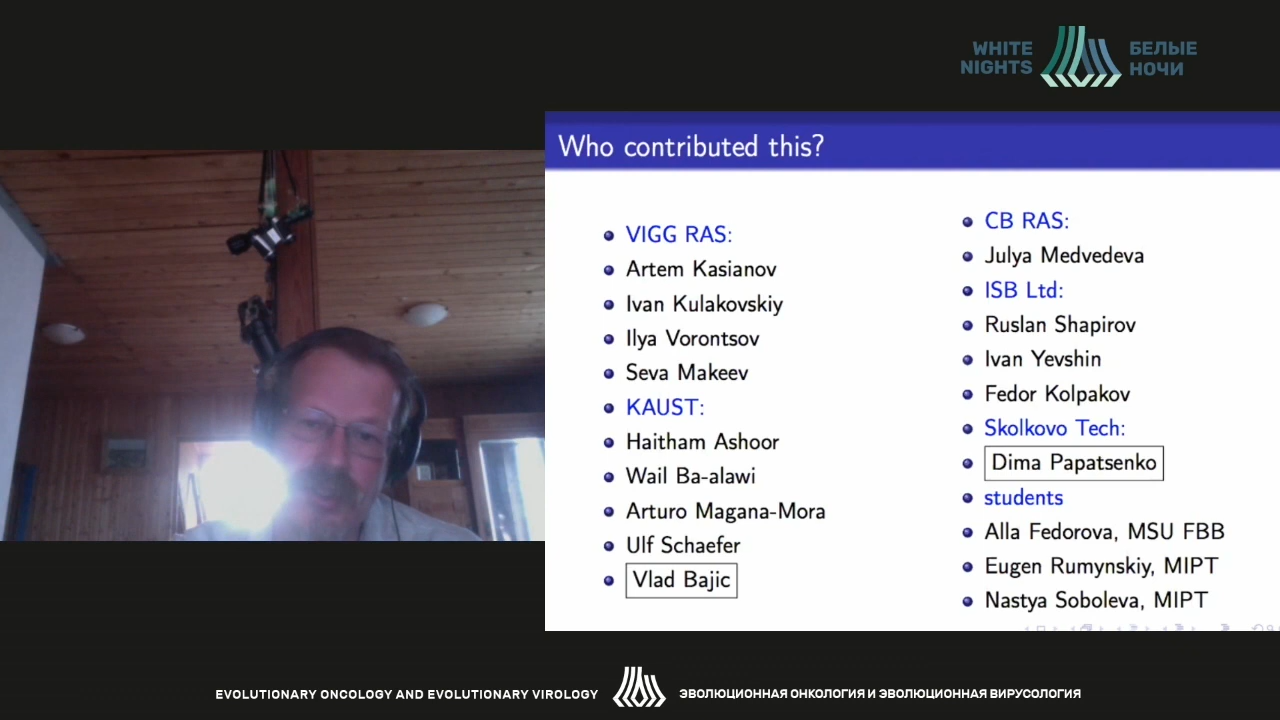 WHITE
NIGHTS
БЕЛЫЕ
НОЧИ
Who contributed this?
VIGG RAS:
Artem Kasianov
Ivan Kulakovskiy
Ilya Vorontsov
Seva Makeev
KAUST:
Haitham Ashoor
Wail Ba-alawi
Arturo Magana-Mora
Ulf Schaefer
Vlad Bajic
CB RAS:
Julya Medvedeva
ISB Ltd:
Ruslan Shapirov
Ivan Yevshin
Fedor Kolpakov
Skolkovo Tech:
Dima Papatsenko
students
Alla Fedorova, MSU FBB
Eugen Rumynskiy, MIPT
Nastya Soboleva, MIPT
EVOLUTIONARY ONCOLOGY AND EVOLUTIONARY VIROLOGY
ЭВОЛЮЦИОННАЯ ОНКОЛОГИЯ И ЭВОЛЮЦИОННАЯ ВИРУСОЛОГИЯ